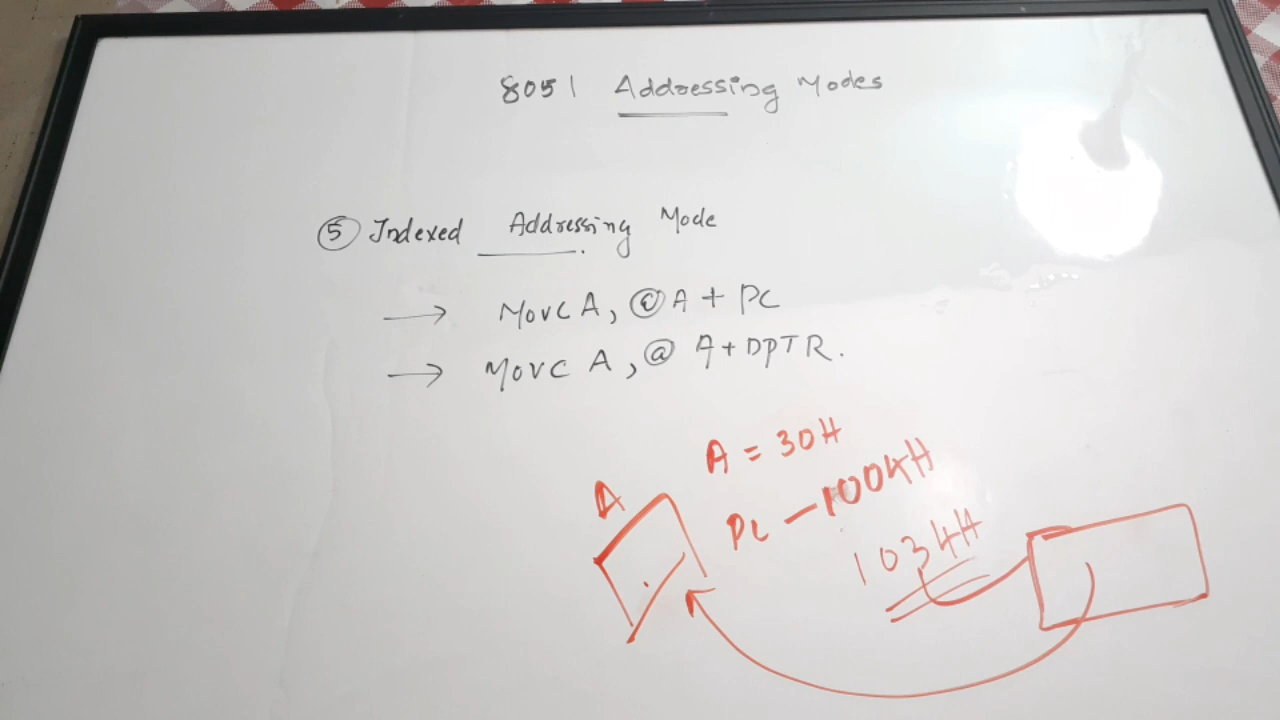 8051 Addressing Modes
⑤ Indexed Addressing Mode
→ MOVC A, @A + PC
→ MOVC A, @ A+DPTR.
A = 30H
PC — 1004H
1034H
A